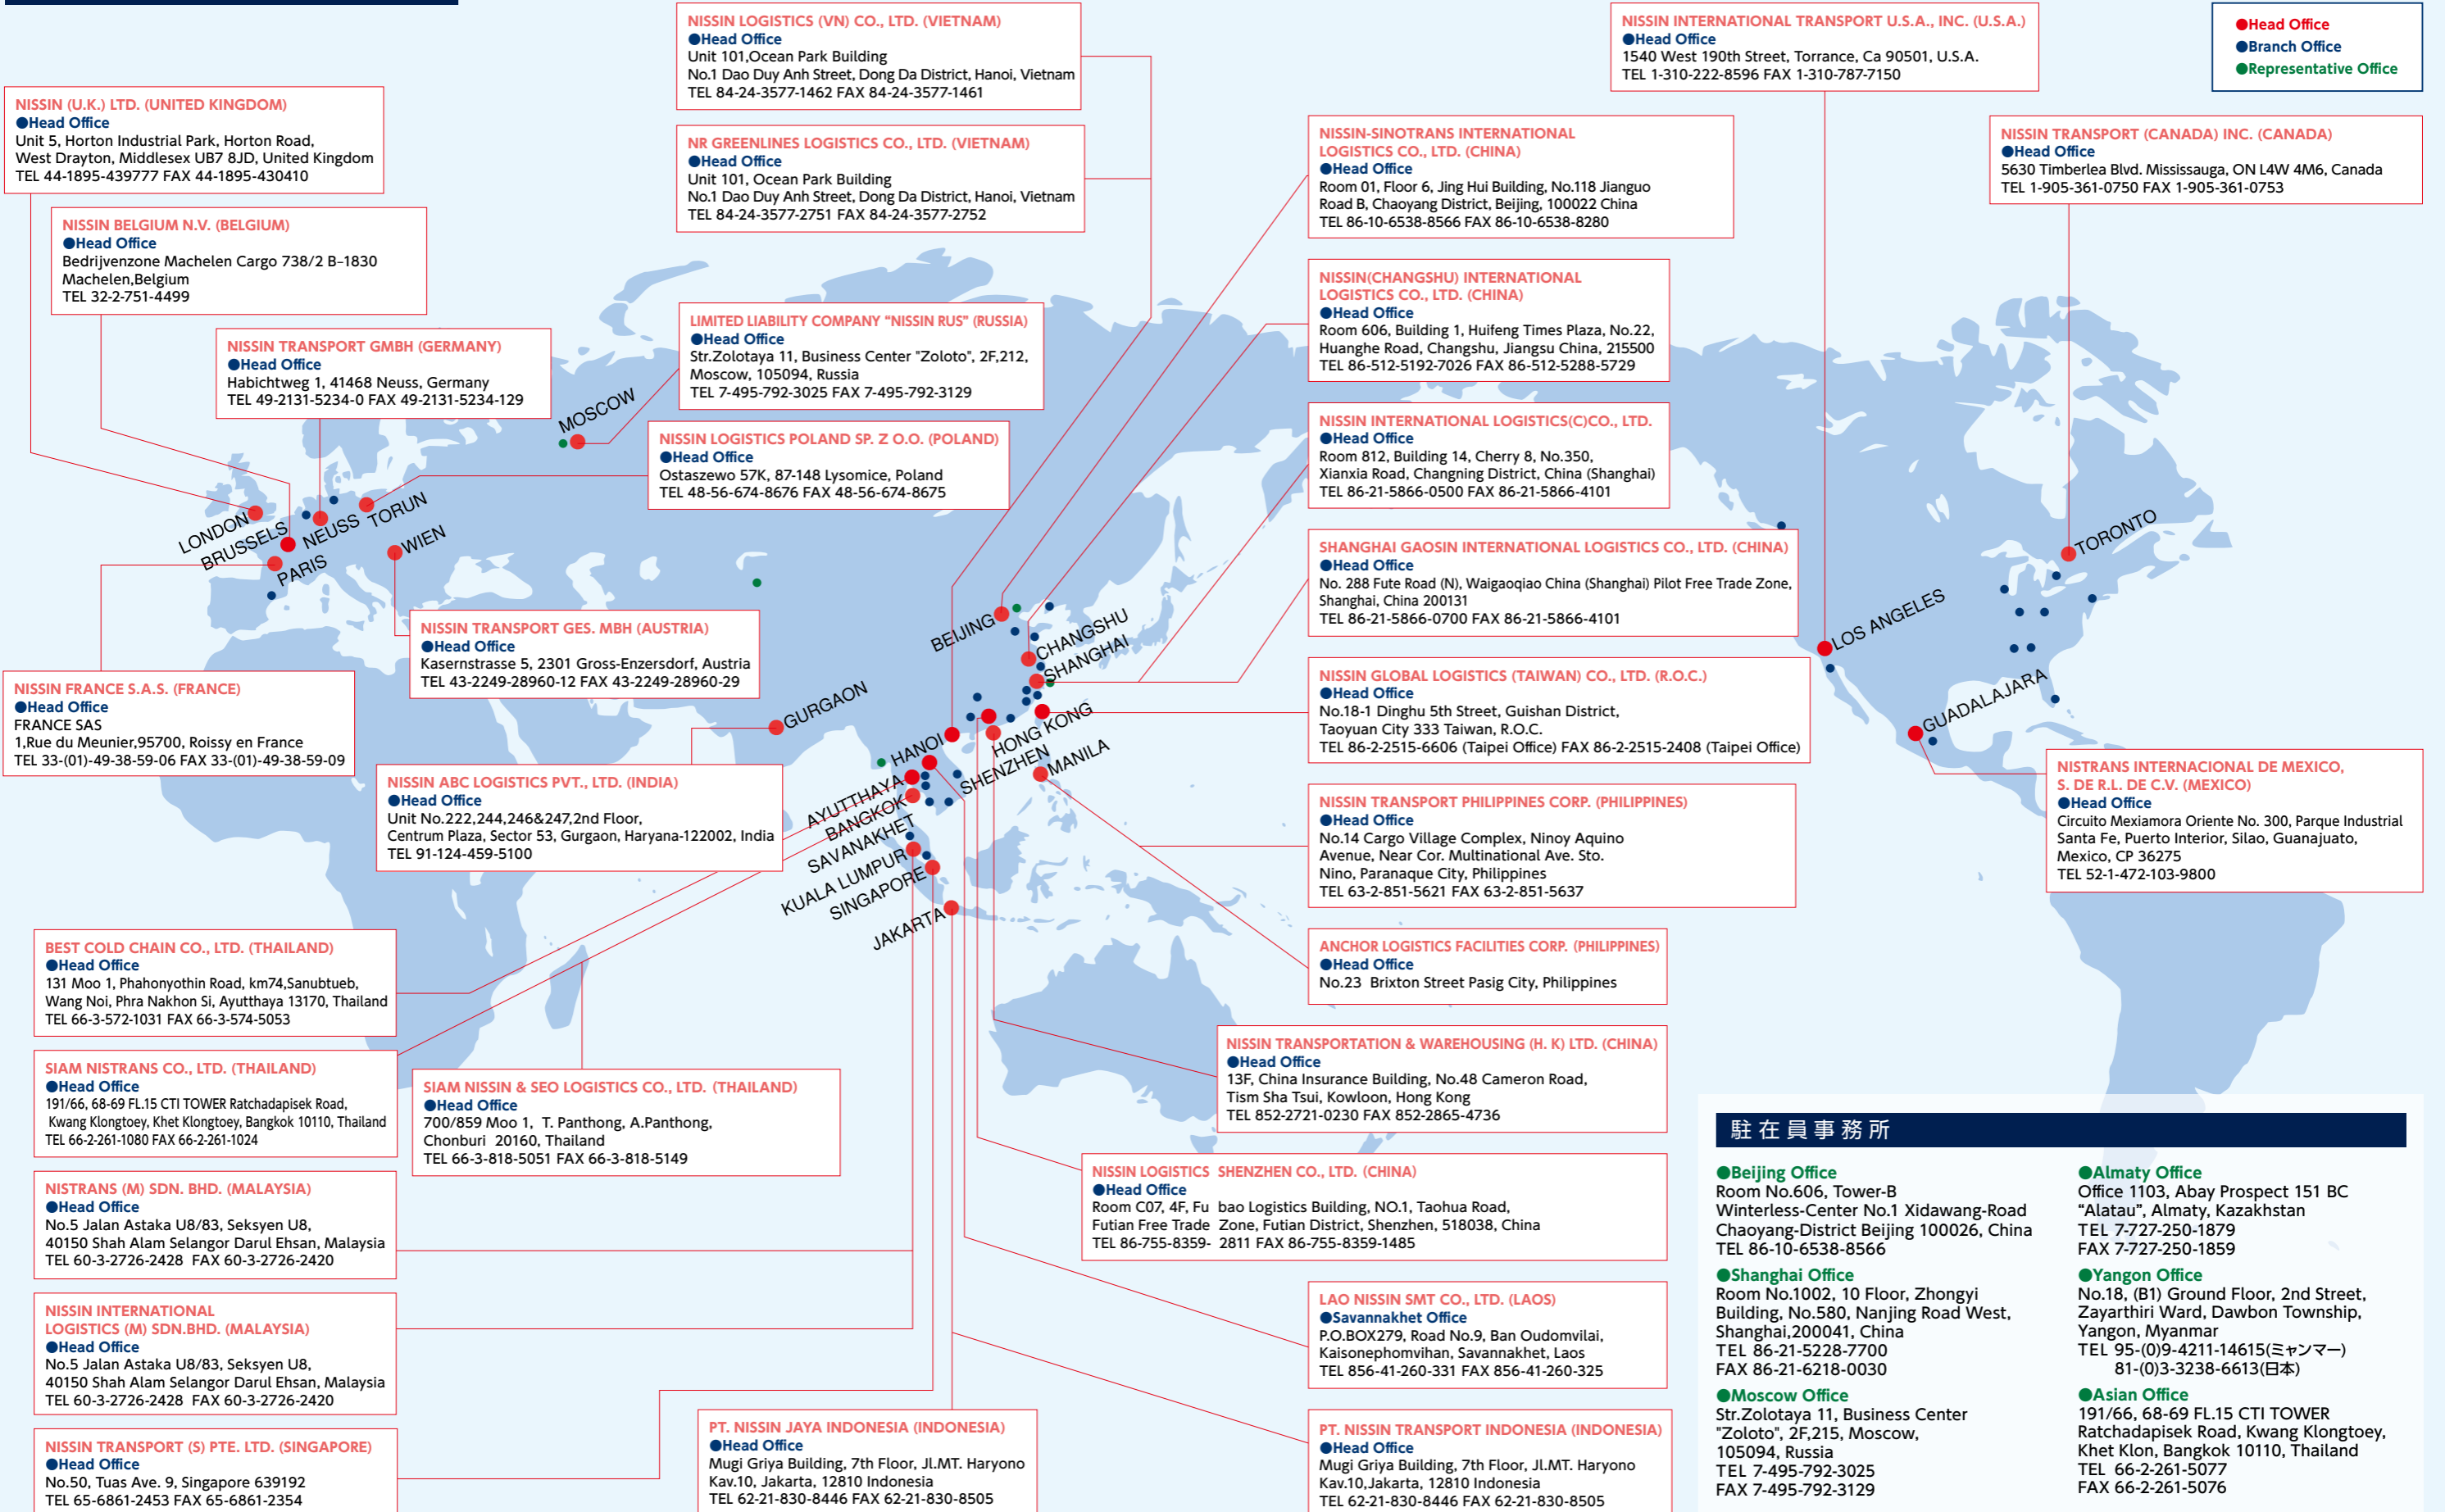 ●Head Office
●Branch Office
●Representative Office
NISSIN LOGISTICS (VN) CO., LTD. (VIETNAM)
●Head Office
Unit 101,Ocean Park Building
No.1 Dao Duy Anh Street, Dong Da District, Hanoi, Vietnam
TEL 84-24-3577-1462 FAX 84-24-3577-1461
NISSIN INTERNATIONAL TRANSPORT U.S.A., INC. (U.S.A.)
●Head Office
1540 West 190th Street, Torrance, Ca 90501, U.S.A.
TEL 1-310-222-8596 FAX 1-310-787-7150
NISSIN (U.K.) LTD. (UNITED KINGDOM)
●Head Office
Unit 5, Horton Industrial Park, Horton Road,
West Drayton, Middlesex UB7 8JD, United Kingdom
TEL 44-1895-439777 FAX 44-1895-430410
NR GREENLINES LOGISTICS CO., LTD. (VIETNAM)
●Head Office
Unit 101, Ocean Park Building
No.1 Dao Duy Anh Street, Dong Da District, Hanoi, Vietnam
TEL 84-24-3577-2751 FAX 84-24-3577-2752
NISSIN-SINOTRANS INTERNATIONAL
LOGISTICS CO., LTD. (CHINA)
●Head Office
Room 01, Floor 6, Jing Hui Building, No.118 Jianguo
Road B, Chaoyang District, Beijing, 100022 China
TEL 86-10-6538-8566 FAX 86-10-6538-8280
NISSIN TRANSPORT (CANADA) INC. (CANADA)
●Head Office
5630 Timberlea Blvd. Mississauga, ON L4W 4M6, Canada
TEL 1-905-361-0750 FAX 1-905-361-0753
NISSIN BELGIUM N.V. (BELGIUM)
●Head Office
Bedrijvenzone Machelen Cargo 738/2 B-1830
Machelen,Belgium
TEL 32-2-751-4499
NISSIN(CHANGSHU) INTERNATIONAL
LOGISTICS CO., LTD. (CHINA)
●Head Office
Room 606, Building 1, Huifeng Times Plaza, No.22,
Huanghe Road, Changshu, Jiangsu China, 215500
TEL 86-512-5192-7026 FAX 86-512-5288-5729
NISSIN TRANSPORT GMBH (GERMANY)
●Head Office
Habichtweg 1, 41468 Neuss, Germany
TEL 49-2131-5234-0 FAX 49-2131-5234-129
LIMITED LIABILITY COMPANY “NISSIN RUS” (RUSSIA)
●Head Office
Str.Zolotaya 11, Business Center "Zoloto", 2F,212,
Moscow, 105094, Russia
TEL 7-495-792-3025 FAX 7-495-792-3129
NISSIN INTERNATIONAL LOGISTICS(C)CO., LTD.
●Head Office
Room 812, Building 14, Cherry 8, No.350,
Xianxia Road, Changning District, China (Shanghai)
TEL 86-21-5866-0500 FAX 86-21-5866-4101
NISSIN LOGISTICS POLAND SP. Z O.O. (POLAND)
●Head Office
Ostaszewo 57K, 87-148 Lysomice, Poland
TEL 48-56-674-8676 FAX 48-56-674-8675
SHANGHAI GAOSIN INTERNATIONAL LOGISTICS CO., LTD. (CHINA)
●Head Office
No. 288 Fute Road (N), Waigaoqiao China (Shanghai) Pilot Free Trade Zone,
Shanghai, China 200131
TEL 86-21-5866-0700 FAX 86-21-5866-4101
MOSCOW
LONDON
BRUSSELS
NEUSS
TORUN
PARIS
WIEN
BEIJING
CHANGSHU
SHANGHAI
TORONTO
LOS ANGELES
GUADALAJARA
GURGAON
HANOI
HONG KONG
SHENZHEN
MANILA
AYUTTHAYA
BANGKOK
SAVANAKHET
KUALA LUMPUR
SINGAPORE
JAKARTA
NISSIN TRANSPORT GES. MBH (AUSTRIA)
●Head Office
Kasernstrasse 5, 2301 Gross-Enzersdorf, Austria
TEL 43-2249-28960-12 FAX 43-2249-28960-29
NISSIN FRANCE S.A.S. (FRANCE)
●Head Office
FRANCE SAS
1,Rue du Meunier,95700, Roissy en France
TEL 33-(01)-49-38-59-06 FAX 33-(01)-49-38-59-09
NISSIN GLOBAL LOGISTICS (TAIWAN) CO., LTD. (R.O.C.)
●Head Office
No.18-1 Dinghu 5th Street, Guishan District,
Taoyuan City 333 Taiwan, R.O.C.
TEL 86-2-2515-6606 (Taipei Office) FAX 86-2-2515-2408 (Taipei Office)
NISSIN ABC LOGISTICS PVT., LTD. (INDIA)
●Head Office
Unit No.222,244,246&247,2nd Floor,
Centrum Plaza, Sector 53, Gurgaon, Haryana-122002, India
TEL 91-124-459-5100
NISTRANS INTERNACIONAL DE MEXICO,
S. DE R.L. DE C.V. (MEXICO)
●Head Office
Circuito Mexiamora Oriente No. 300, Parque Industrial
Santa Fe, Puerto Interior, Silao, Guanajuato,
Mexico, CP 36275
TEL 52-1-472-103-9800
NISSIN TRANSPORT PHILIPPINES CORP. (PHILIPPINES)
●Head Office
No.14 Cargo Village Complex, Ninoy Aquino
Avenue, Near Cor. Multinational Ave. Sto.
Nino, Paranaque City, Philippines
TEL 63-2-851-5621 FAX 63-2-851-5637
BEST COLD CHAIN CO., LTD. (THAILAND)
●Head Office
131 Moo 1, Phahonyothin Road, km74,Sanubtueb,
Wang Noi, Phra Nakhon Si, Ayutthaya 13170, Thailand
TEL 66-3-572-1031 FAX 66-3-574-5053
ANCHOR LOGISTICS FACILITIES CORP. (PHILIPPINES)
●Head Office
No.23 Brixton Street Pasig City, Philippines
SIAM NISTRANS CO., LTD. (THAILAND)
●Head Office
191/66, 68-69 FL.15 CTI TOWER Ratchadapisek Road,
Kwang Klongtoey, Khet Klongtoey, Bangkok 10110, Thailand
TEL 66-2-261-1080 FAX 66-2-261-1024
SIAM NISSIN & SEO LOGISTICS CO., LTD. (THAILAND)
●Head Office
700/859 Moo 1, T. Panthong, A.Panthong,
Chonburi 20160, Thailand
TEL 66-3-818-5051 FAX 66-3-818-5149
NISSIN TRANSPORTATION & WAREHOUSING (H. K) LTD. (CHINA)
●Head Office
13F, China Insurance Building, No.48 Cameron Road,
Tism Sha Tsui, Kowloon, Hong Kong
TEL 852-2721-0230 FAX 852-2865-4736
NISTRANS (M) SDN. BHD. (MALAYSIA)
●Head Office
No.5 Jalan Astaka U8/83, Seksyen U8,
40150 Shah Alam Selangor Darul Ehsan, Malaysia
TEL 60-3-2726-2428 FAX 60-3-2726-2420
NISSIN LOGISTICS SHENZHEN CO., LTD. (CHINA)
●Head Office
Room C07, 4F, Fu bao Logistics Building, NO.1, Taohua Road,
Futian Free Trade Zone, Futian District, Shenzhen, 518038, China
TEL 86-755-8359- 2811 FAX 86-755-8359-1485
NISSIN INTERNATIONAL
LOGISTICS (M) SDN.BHD. (MALAYSIA)
●Head Office
No.5 Jalan Astaka U8/83, Seksyen U8,
40150 Shah Alam Selangor Darul Ehsan, Malaysia
TEL 60-3-2726-2428 FAX 60-3-2726-2420
LAO NISSIN SMT CO., LTD. (LAOS)
●Savannakhet Office
P.O.BOX279, Road No.9, Ban Oudomvilai,
Kaisonephomvihan, Savannakhet, Laos
TEL 856-41-260-331 FAX 856-41-260-325
NISSIN TRANSPORT (S) PTE. LTD. (SINGAPORE)
●Head Office
No.50, Tuas Ave. 9, Singapore 639192
TEL 65-6861-2453 FAX 65-6861-2354
PT. NISSIN JAYA INDONESIA (INDONESIA)
●Head Office
Mugi Griya Building, 7th Floor, Jl.MT. Haryono
Kav.10, Jakarta, 12810 Indonesia
TEL 62-21-830-8446 FAX 62-21-830-8505
PT. NISSIN TRANSPORT INDONESIA (INDONESIA)
●Head Office
Mugi Griya Building, 7th Floor, Jl.MT. Haryono
Kav.10,Jakarta, 12810 Indonesia
TEL 62-21-830-8446 FAX 62-21-830-8505
駐在員事務所
●Beijing Office
Room No.606, Tower-B
Winterless-Center No.1 Xidawang-Road
Chaoyang-District Beijing 100026, China
TEL 86-10-6538-8566
●Shanghai Office
Room No.1002, 10 Floor, Zhongyi
Building, No.580, Nanjing Road West,
Shanghai,200041, China
TEL 86-21-5228-7700
FAX 86-21-6218-0030
●Moscow Office
Str.Zolotaya 11, Business Center
"Zoloto", 2F,215, Moscow,
105094, Russia
TEL 7-495-792-3025
FAX 7-495-792-3129
●Almaty Office
Office 1103, Abay Prospect 151 BC
“Alatau”, Almaty, Kazakhstan
TEL 7-727-250-1879
FAX 7-727-250-1859
●Yangon Office
No.18, (B1) Ground Floor, 2nd Street,
Zayarthiri Ward, Dawbon Township,
Yangon, Myanmar
TEL 95-(0)9-4211-14615(ミャンマー)
81-(0)3-3238-6613(日本)
●Asian Office
191/66, 68-69 FL.15 CTI TOWER
Ratchadapisek Road, Kwang Klongtoey,
Khet Klon, Bangkok 10110, Thailand
TEL 66-2-261-5077
FAX 66-2-261-5076